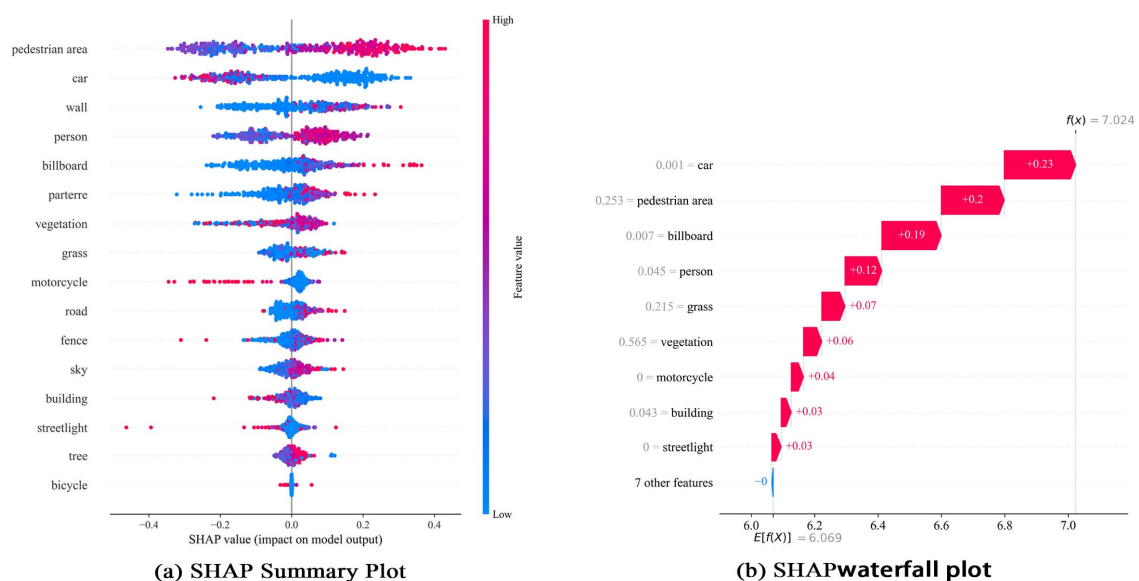 High
pedestrian area
car
wall
person
billboard
parterre
vegetation
grass
motorcycle
road
fence
sky
building
streetlight
tree
bicycle
Feature value
Low
−0.4 −0.2 0.0 0.2 0.4
SHAP value (impact on model output)
(a) SHAP Summary Plot
f(x) = 7.024
0.001 = car +0.23
0.253 = pedestrian area +0.2
0.007 = billboard +0.19
0.045 = person +0.12
0.215 = grass +0.07
0.565 = vegetation +0.06
0 = motorcycle +0.04
0.043 = building +0.03
0 = streetlight +0.03
7 other features −0
6.0 6.2 6.4 6.6 6.8 7.0
E[f(X)] = 6.069
(b) SHAPwaterfall plot